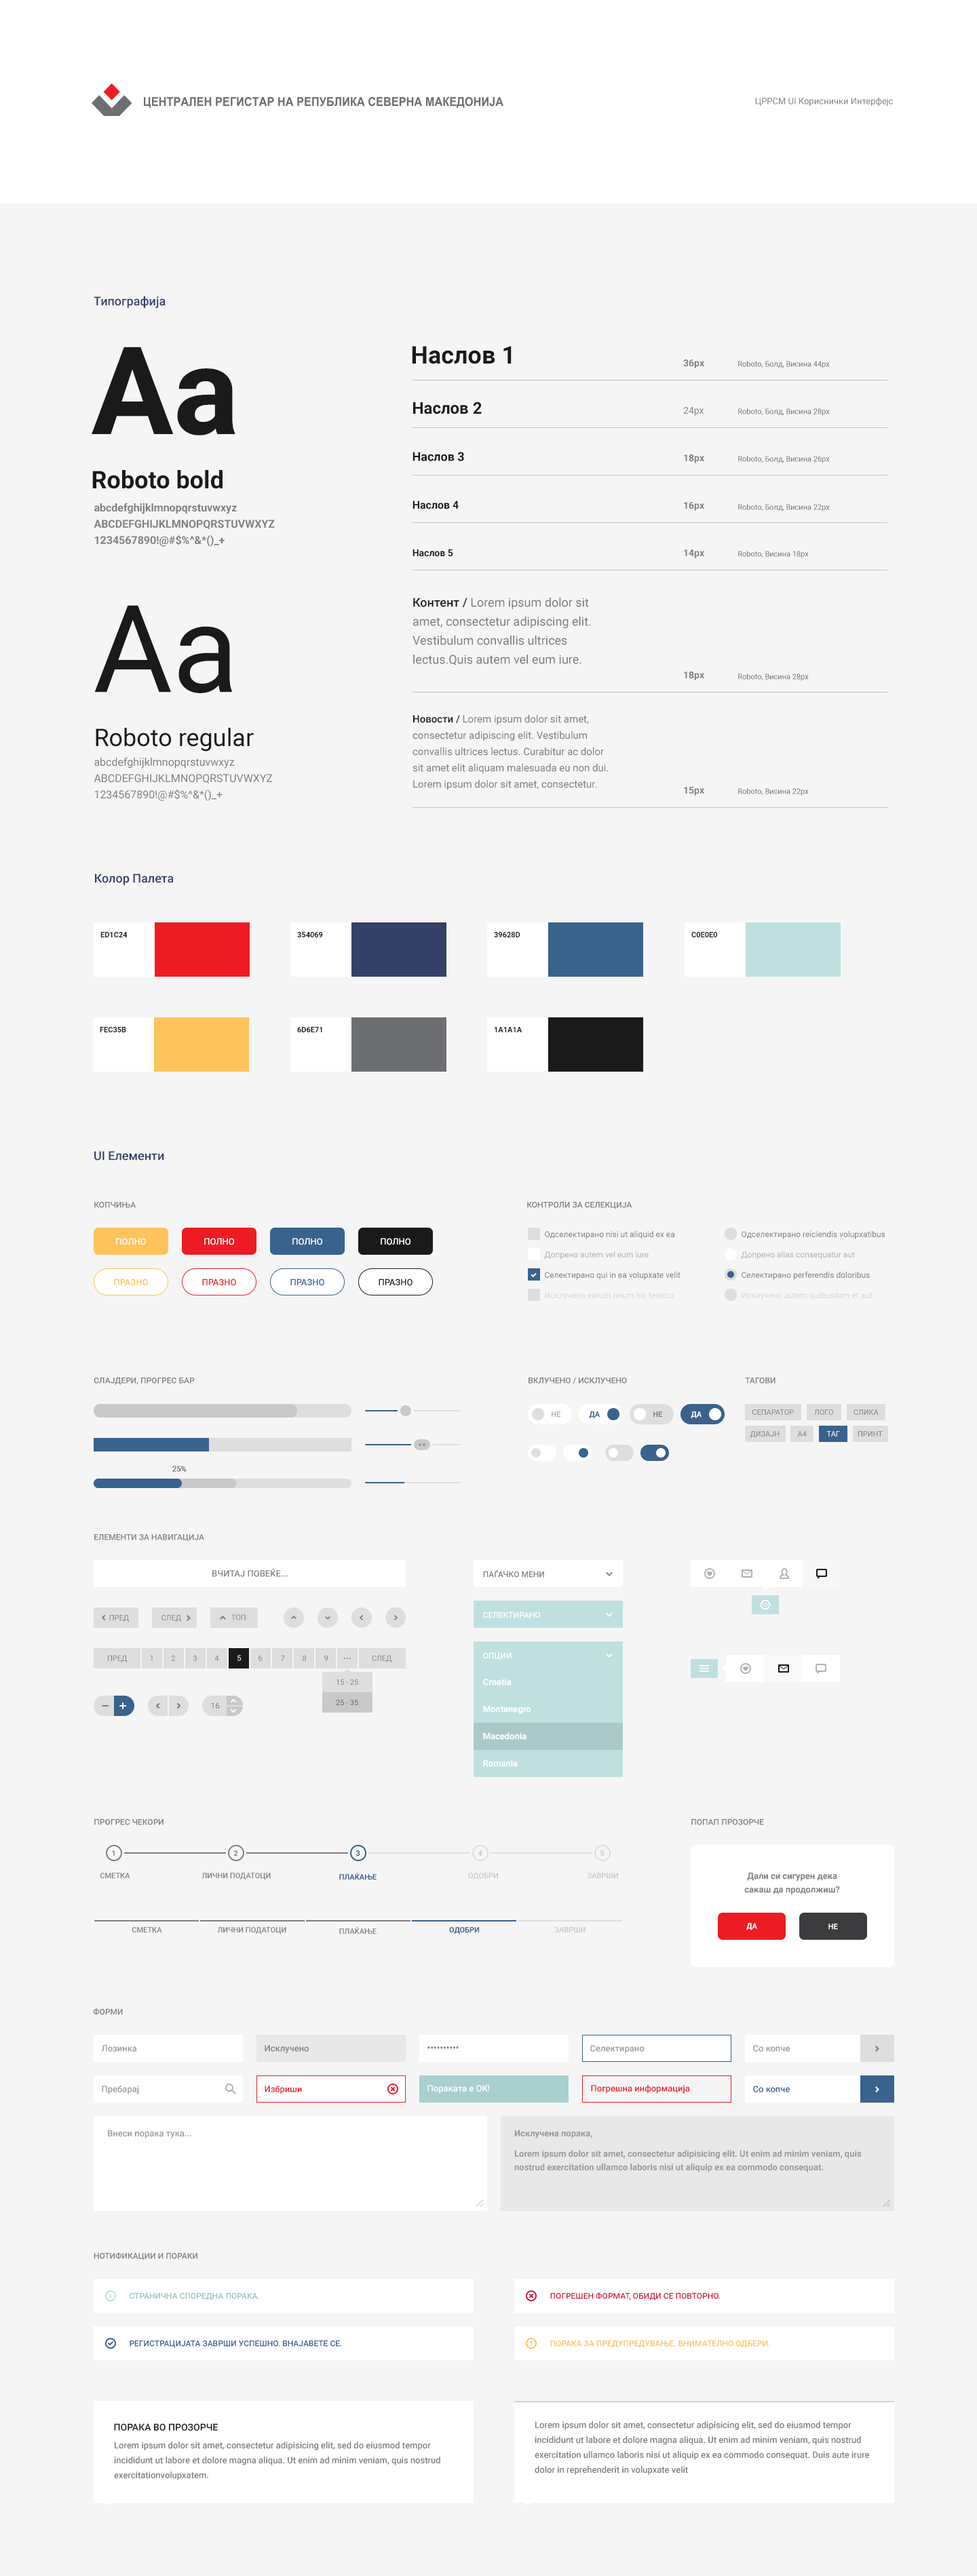 ЦЕНТРАЛЕН РЕГИСТАР НА РЕПУБЛИКА СЕВЕРНА МАКЕДОНИЈА
ЦРРСМ UI Кориснички Интерфејс
Типографија
Aa
Roboto bold
abcdefghijklmnopqrstuvwxyz
ABCDEFGHIJKLMNOPQRSTUVWXYZ
1234567890!@#$%^&*()_+
Aa
Roboto regular
abcdefghijklmnopqrstuvwxyz
ABCDEFGHIJKLMNOPQRSTUVWXYZ
1234567890!@#$%^&*()_+
Наслов 1 36px Roboto, Болд, Висина 44px
Наслов 2 24px Roboto, Болд, Висина 28px
Наслов 3 18px Roboto, Болд, Висина 26px
Наслов 4 16px Roboto, Болд, Висина 22px
Наслов 5 14px Roboto, Висина 18px
Контент / Lorem ipsum dolor sit
amet, consectetur adipiscing elit.
Vestibulum convallis ultrices
lectus.Quis autem vel eum iure.
18px Roboto, Висина 28px
Новости / Lorem ipsum dolor sit amet,
consectetur adipiscing elit. Vestibulum
convallis ultrices lectus. Curabitur ac dolor
sit amet elit aliquam malesuada eu non dui.
Lorem ipsum dolor sit amet, consectetur.
15px Roboto, Висина 22px
Колор Палета
ED1C24 354069 39628D C0E0E0
FEC35B 6D6E71 1A1A1A
UI Елементи
КОПЧИЊА
ПОЛНО ПОЛНО ПОЛНО ПОЛНО
ПРАЗНО ПРАЗНО ПРАЗНО ПРАЗНО
КОНТРОЛИ ЗА СЕЛЕКЦИЈА
Одселектирано nisi ut aliquid ex ea
Допрено autem vel eum iure
Селектирано qui in ea volupxate velit
Исклучено earum rerum hic tenetur
Одселектирано reiciendis volupxatibus
Допрено alias consequatur aut
Селектирано perferendis doloribus
Исклучено autem quibusdam et aut
СЛАЈДЕРИ, ПРОГРЕС БАР
25%
ВКЛУЧЕНО / ИСКЛУЧЕНО
НЕ ДА НЕ ДА
ТАГОВИ
СЕПАРАТОР ЛОГО СЛИКА
ДИЗАЈН А4 ТАГ ПРИНТ
ЕЛЕМЕНТИ ЗА НАВИГАЦИЈА
ВЧИТАЈ ПОВЕЌЕ...
ПРЕД СЛЕД ТОП
ПРЕД 1 2 3 4 5 6 7 8 9 ... СЛЕД
15 - 25
25 - 35
16
ПАЃАЧКО МЕНИ
СЕЛЕКТИРАНО
ОПЦИИ
Croatia
Montenegro
Macedonia
Romania
ПРОГРЕС ЧЕКОРИ
1 2 3 4 5
СМЕТКА ЛИЧНИ ПОДАТОЦИ ПЛАЌАЊЕ ОДОБРИ ЗАВРШИ
СМЕТКА ЛИЧНИ ПОДАТОЦИ ПЛАЌАЊЕ ОДОБРИ ЗАВРШИ
ПОПАП ПРОЗОРЧЕ
Дали си сигурен дека
сакаш да продолжиш?
ДА НЕ
ФОРМИ
Лозинка Исклучено ********** Селектирано Со копче
Пребарај Избриши Пораката е ОК! Погрешна информација Со копче
Внеси порака тука...
Исклучена порака,
Lorem ipsum dolor sit amet, consectetur adipisicing elit. Ut enim ad minim veniam, quis
nostrud exercitation ullamco laboris nisi ut aliquip ex ea commodo consequat.
НОТИФИКАЦИИ И ПОРАКИ
СТРАНИЧНА СПОРЕДНА ПОРАКА.
ПОГРЕШЕН ФОРМАТ, ОБИДИ СЕ ПОВТОРНО.
РЕГИСТРАЦИЈАТА ЗАВРШИ УСПЕШНО. ВНАЈАВЕТЕ СЕ.
ПОРАКА ЗА ПРЕДУПРЕДУВАЊЕ. ВНИМАТЕЛНО ОДБЕРИ.
ПОРАКА ВО ПРОЗОРЧЕ
Lorem ipsum dolor sit amet, consectetur adipisicing elit, sed do eiusmod tempor
incididunt ut labore et dolore magna aliqua. Ut enim ad minim veniam, quis nostrud
exercitationvolupxatem.
Lorem ipsum dolor sit amet, consectetur adipisicing elit, sed do eiusmod tempor
incididunt ut labore et dolore magna aliqua. Ut enim ad minim veniam, quis nostrud
exercitation ullamco laboris nisi ut aliquip ex ea commodo consequat. Duis aute irure
dolor in reprehenderit in volupxate velit